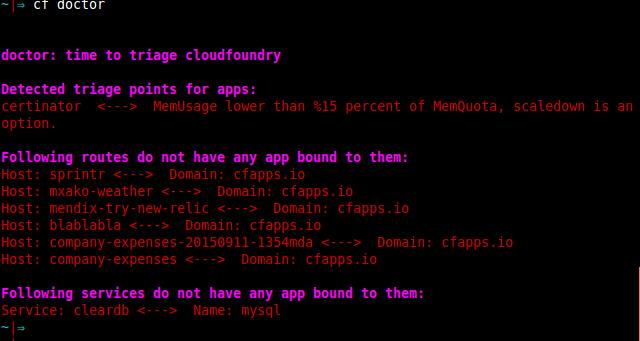 ~|⇒ cf doctor
doctor: time to triage cloudfoundry
Detected triage points for apps:
certinator <---> MemUsage lower than %15 percent of MemQuota, scaledown is an
option.
Following routes do not have any app bound to them:
Host: sprintr <---> Domain: cfapps.io
Host: mxako-weather <---> Domain: cfapps.io
Host: mendix-try-new-relic <---> Domain: cfapps.io
Host: blablabla <---> Domain: cfapps.io
Host: company-expenses-20150911-1354mda <---> Domain: cfapps.io
Host: company-expenses <---> Domain: cfapps.io
Following services do not have any app bound to them:
Service: cleardb <---> Name: mysql
~|⇒